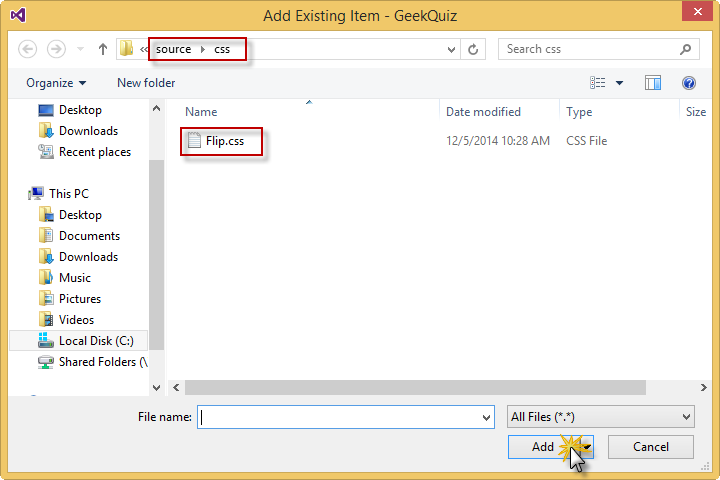 Add Existing Item - GeekQuiz
« source css
Search css
Organize
New folder
Name
Date modified
Type
Size
Flip.css
12/5/2014 10:28 AM
CSS File
Desktop
Downloads
Recent places
This PC
Desktop
Documents
Downloads
Music
Pictures
Videos
Local Disk (C:)
Shared Folders (\
File name:
All Files (*.*)
Add
Cancel